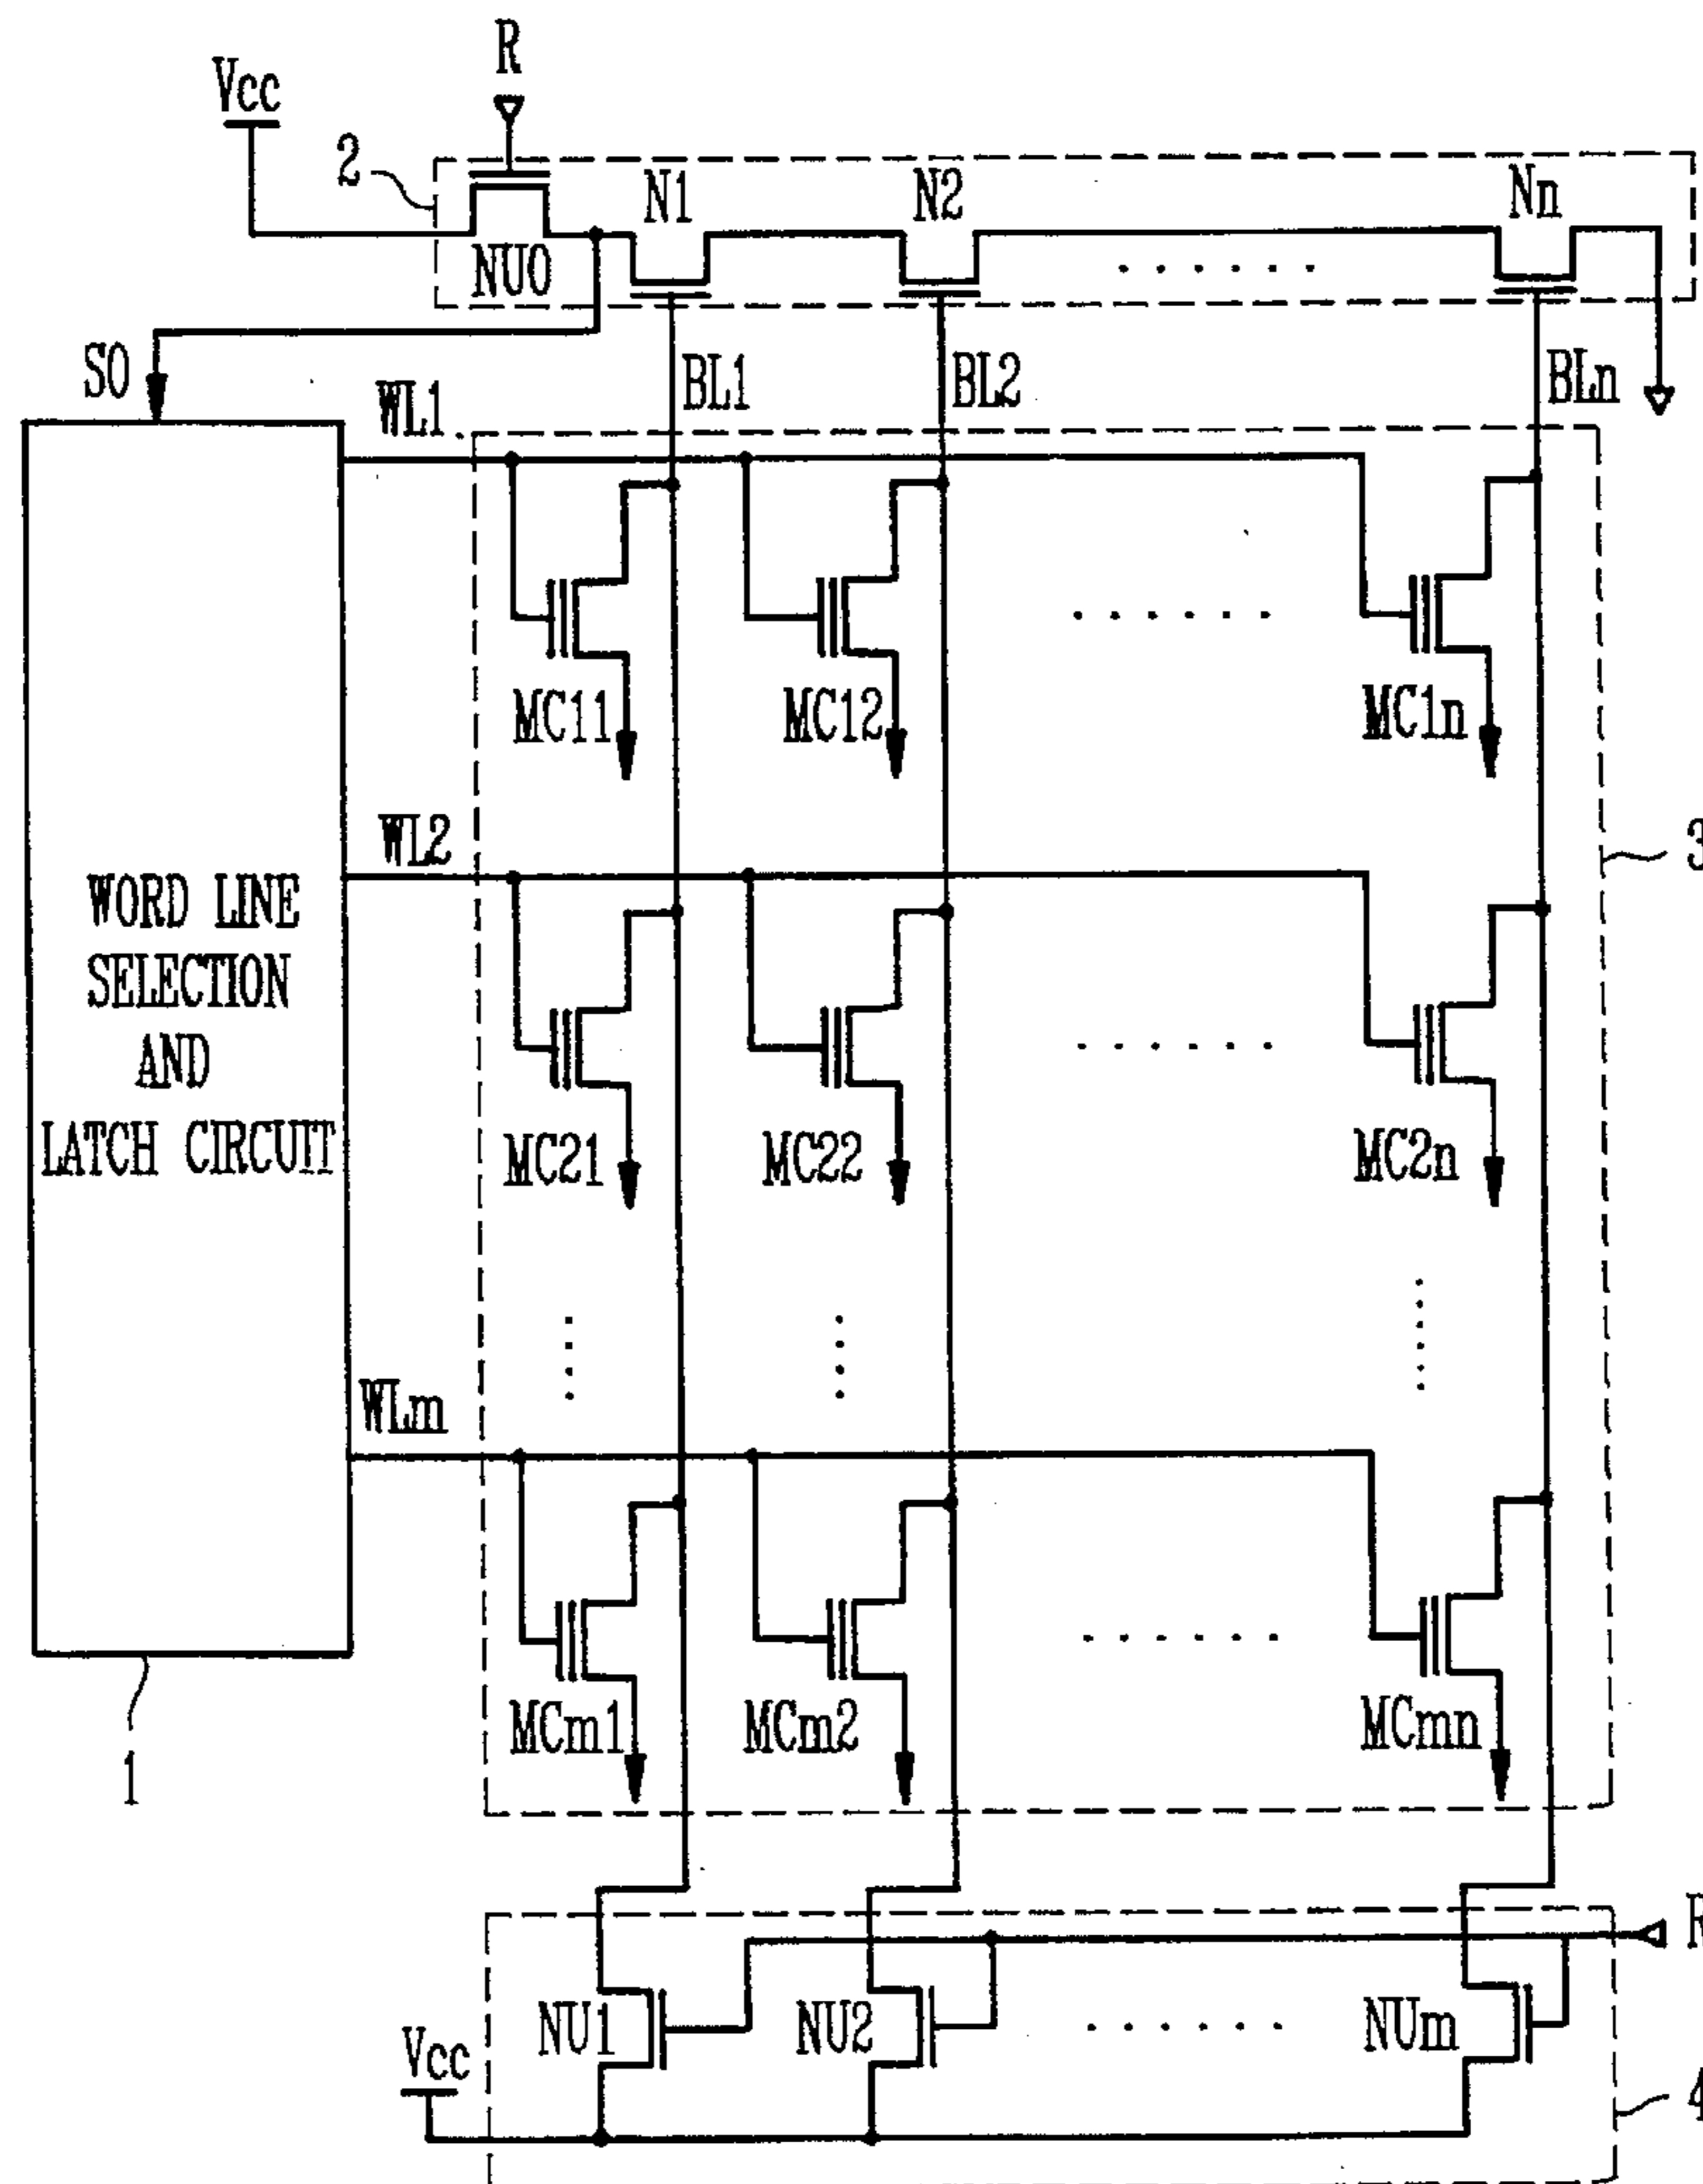 R
Vcc
2
N1
N2
Nn
NU0
S0
WL1
BL1
BL2
BLn
MC11
MC12
MC1n
WL2
3
WORD LINE
SELECTION
AND
LATCH CIRCUIT
MC21
MC22
MC2n
WLm
MCm1
MCm2
MCmn
1
R
NU1
NU2
NUm
Vcc
4